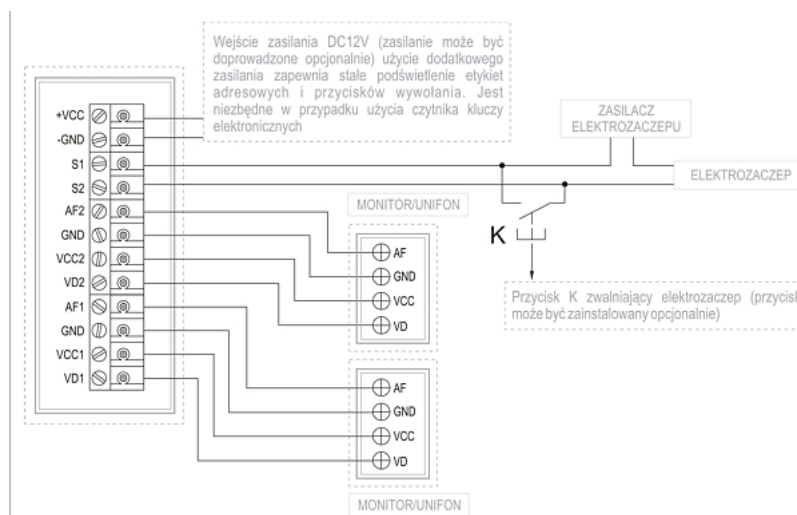 Wejście zasilania DC12V (zasilanie może być
doprowadzone opcjonalnie) użycie dodatkowego
zasilania zapewnia stałe podświetlenie etykiet
adresowych i przycisków wywołania. Jest
niezbędne w przypadku użycia czytnika kluczy
elektronicznych
ZASILACZ
ELEKTROZACZEPU
ELEKTROZACZEP
+VCC
-GND
S1
S2
AF2
GND
VCC2
VD2
AF1
GND
VCC1
VD1
MONITOR/UNIFON
AF
GND
VCC
VD
K
Przycisk K zwalniający elektrozaczep (przycisk
może być zainstalowany opcjonalnie)
AF
GND
VCC
VD
MONITOR/UNIFON